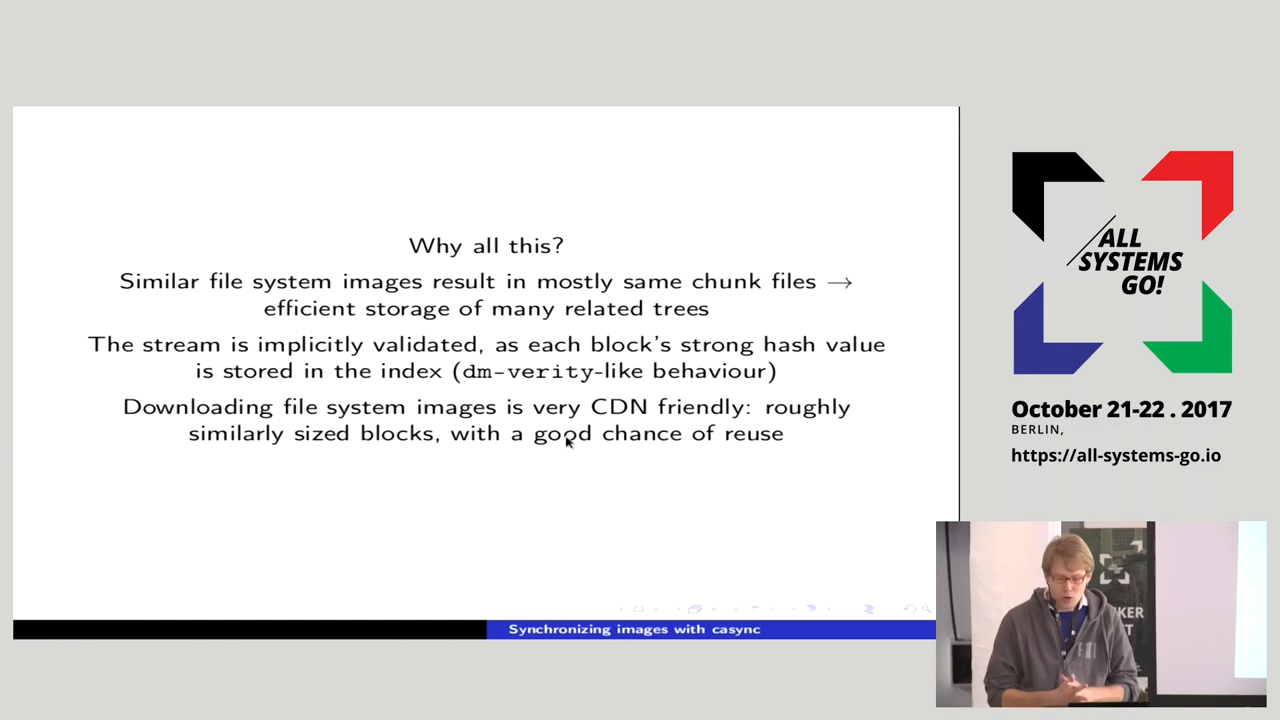 Why all this?
Similar file system images result in mostly same chunk files →
efficient storage of many related trees
The stream is implicitly validated, as each block's strong hash value
is stored in the index (dm-verity-like behaviour)
Downloading file system images is very CDN friendly: roughly
similarly sized blocks, with a good chance of reuse
Synchronizing images with casync
ALL
SYSTEMS
GO!
October 21-22 . 2017
BERLIN,
https://all-systems-go.io